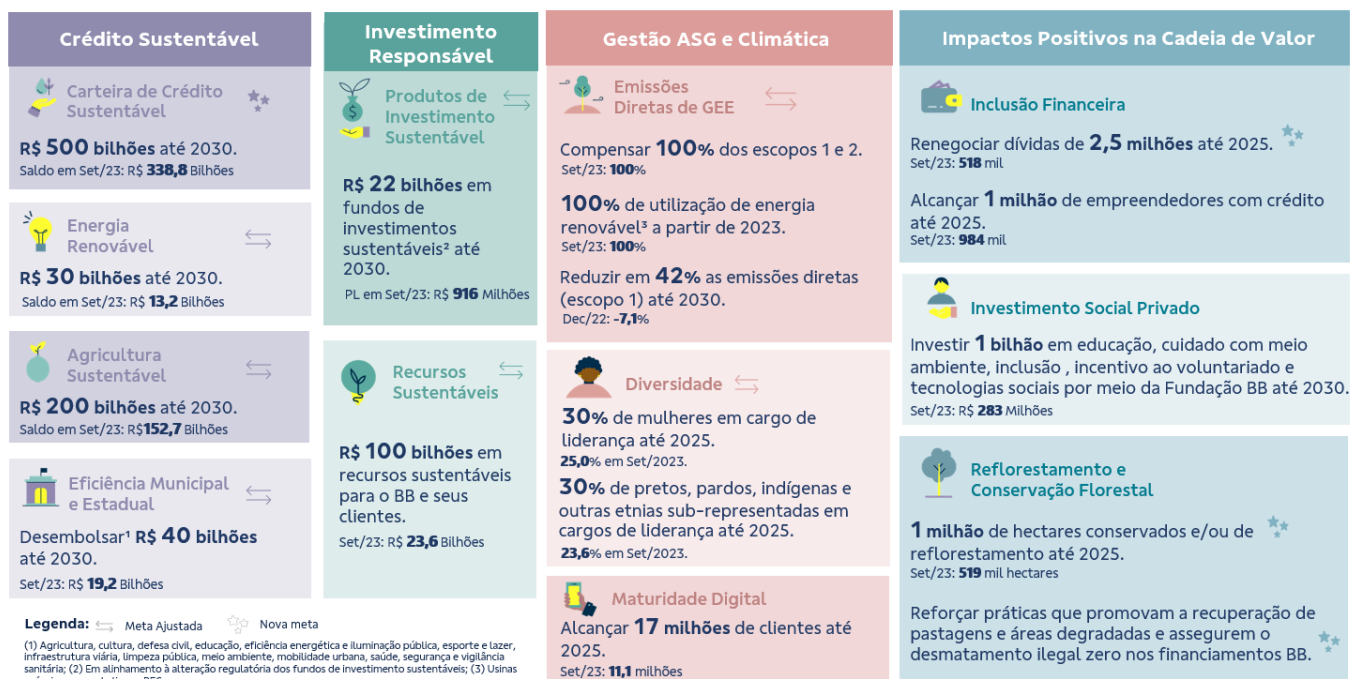 Crédito Sustentável
Carteira de Crédito
Sustentável
R$ 500 bilhões até 2030.
Saldo em Set/23: R$ 338,8 Bilhões
Energia
Renovável
R$ 30 bilhões até 2030.
Saldo em Set/23: R$ 13,2 Bilhões
Agricultura
Sustentável
R$ 200 bilhões até 2030.
Saldo em Set/23: R$152,7 Bilhões
Eficiência Municipal
e Estadual
Desembolsar¹ R$ 40 bilhões
até 2030.
Set/23: R$ 19,2 Bilhões
Investimento
Responsável
Produtos de
Investimento
Sustentável
R$ 22 bilhões em
fundos de
investimentos
sustentáveis² até
2030.
PL em Set/23: R$ 916 Milhões
Recursos
Sustentáveis
R$ 100 bilhões em
recursos sustentáveis
para o BB e seus
clientes.
Set/23: R$ 23,6 Bilhões
Gestão ASG e Climática
Emissões
Diretas de GEE
Compensar 100% dos escopos 1 e 2.
Set/23: 100%
100% de utilização de energia
renovável³ a partir de 2023.
Set/23: 100%
Reduzir em 42% as emissões diretas
(escopo 1) até 2030.
Dec/22: -7,1%
Diversidade
30% de mulheres em cargo de
liderança até 2025.
25,0% em Set/2023.
30% de pretos, pardos, indígenas e
outras etnias sub-representadas em
cargos de liderança até 2025.
23,6% em Set/2023.
Maturidade Digital
Alcançar 17 milhões de clientes até
2025.
Set/23: 11,1 milhões
Impactos Positivos na Cadeia de Valor
Inclusão Financeira
Renegociar dívidas de 2,5 milhões até 2025.
Set/23: 518 mil
Alcançar 1 milhão de empreendedores com crédito
até 2025.
Set/23: 984 mil
Investimento Social Privado
Investir 1 bilhão em educação, cuidado com meio
ambiente, inclusão , incentivo ao voluntariado e
tecnologias sociais por meio da Fundação BB até 2030.
Set/23: R$ 283 Milhões
Reflorestamento e
Conservação Florestal
1 milhão de hectares conservados e/ou de
reflorestamento até 2025.
Set/23: 519 mil hectares
Reforçar práticas que promovam a recuperação de
pastagens e áreas degradadas e assegurem o
desmatamento ilegal zero nos financiamentos BB.
Legenda: Meta Ajustada Nova meta
(1) Agricultura, cultura, defesa civil, educação, eficiência energética e iluminação pública, esporte e lazer,
infraestrutura viária, limpeza pública, meio ambiente, mobilidade urbana, saúde, segurança e vigilância
sanitária; (2) Em alinhamento à alteração regulatória dos fundos de investimento sustentáveis; (3) Usinas